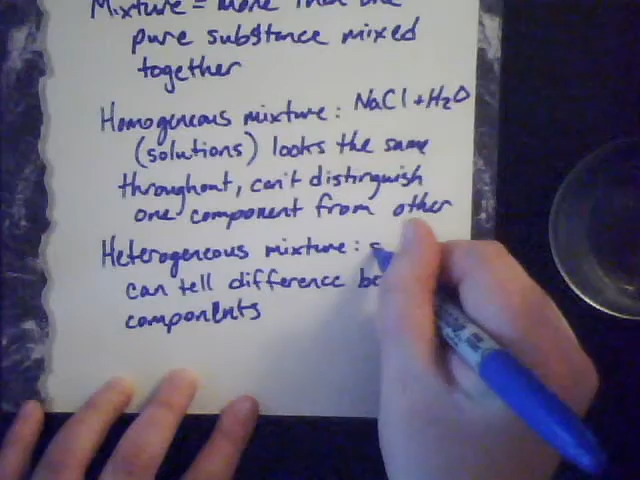 Mixture = more than one
pure substance mixed
together
Homogeneous mixture: NaCl + H2O
(solutions) looks the same
throughout, can't distinguish
one component from other
Heterogeneous mixture:
can tell difference
components